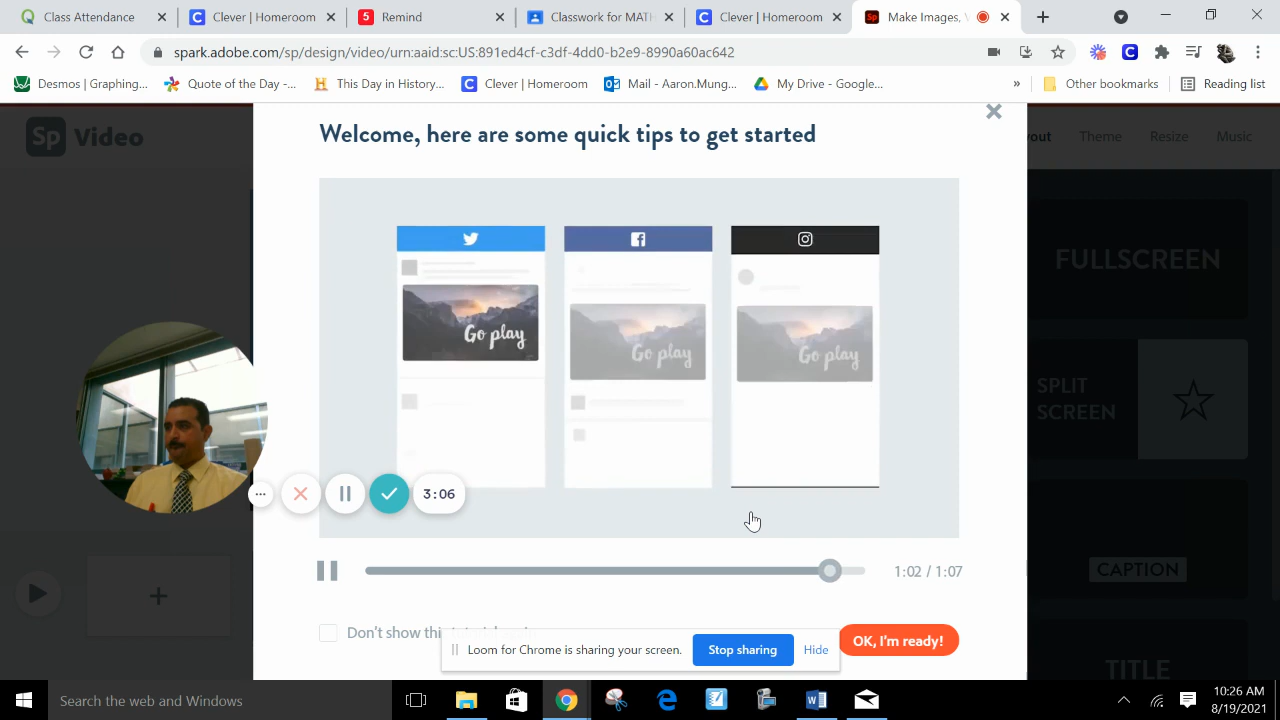 Class Attendance
Clever | Homeroom
Remind
Classwork for MATH
Clever | Homeroom
Make Images, V
spark.adobe.com/sp/design/video/urn:aaid:sc:US:891ed4cf-c3df-4dd0-b2e9-8990a60ac642
Desmos | Graphing...
Quote of the Day -...
This Day in History...
Clever | Homeroom
Mail - Aaron.Mung...
My Drive - Google...
»
Other bookmarks
Reading list
Sp Video
Welcome, here are some quick tips to get started
yout
Theme
Resize
Music
FULLSCREEN
Go play
Go play
Go play
SPLIT
SCREEN
3:06
1:02 / 1:07
CAPTION
Don't show this
OK, I'm ready!
Loom for Chrome is sharing your screen.
Stop sharing
Hide
TITLE
Search the web and Windows
10:26 AM
8/19/2021